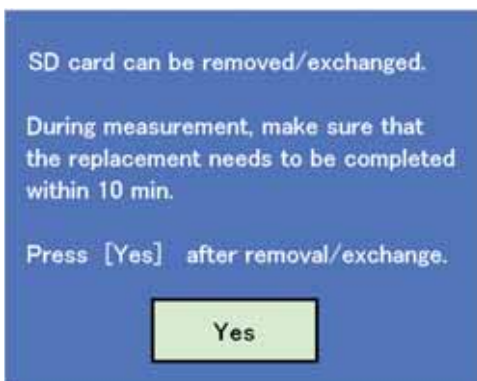 SD card can be removed/exchanged.
During measurement, make sure that
the replacement needs to be completed
within 10 min.
Press [Yes] after removal/exchange.
Yes